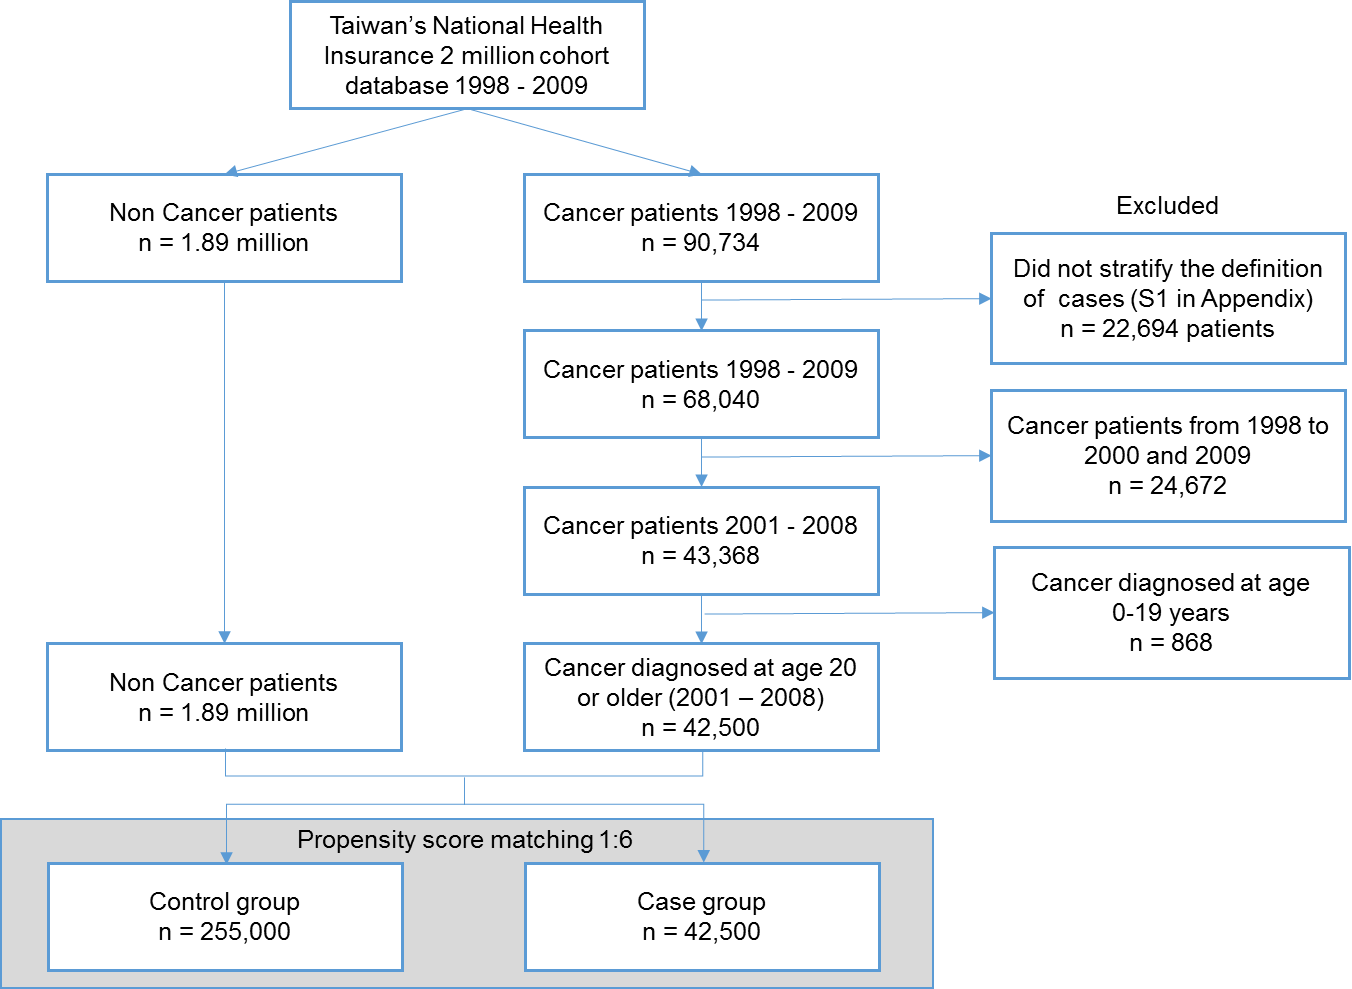 Taiwan’s National Health
Insurance 2 million cohort
database 1998 - 2009
Non Cancer patients
n = 1.89 million
Cancer patients 1998 - 2009
n = 90,734
Excluded
Did not stratify the definition
of cases (S1 in Appendix)
n = 22,694 patients
Cancer patients 1998 - 2009
n = 68,040
Cancer patients from 1998 to
2000 and 2009
n = 24,672
Cancer patients 2001 - 2008
n = 43,368
Cancer diagnosed at age
0-19 years
n = 868
Non Cancer patients
n = 1.89 million
Cancer diagnosed at age 20
or older (2001 – 2008)
n = 42,500
Propensity score matching 1:6
Control group
n = 255,000
Case group
n = 42,500